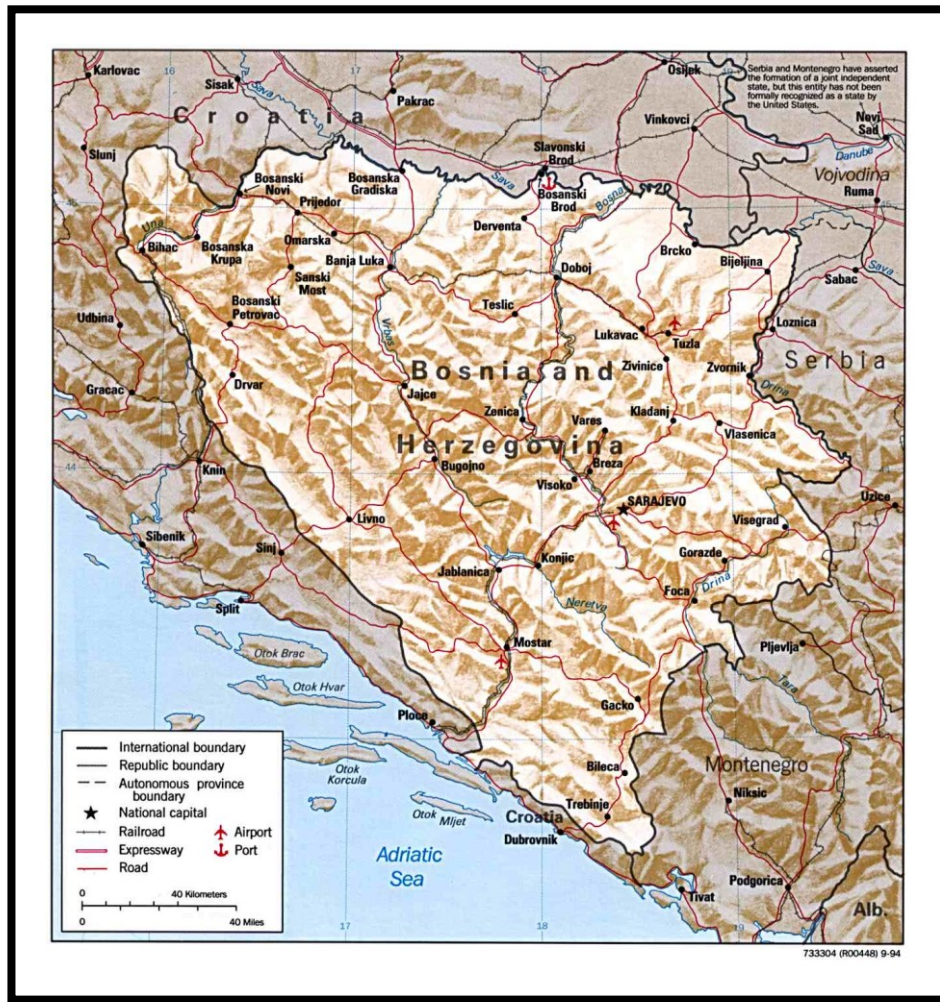 Karlovac
16
Sisak
Sava
17
18
Osijek
19
Serbia and Montenegro have asserted
the formation of a joint independent
state, but this entity has not been
formally recognized as a state by
the United States.
Pakrac
Croatia
Vinkovci
Novi
Sad
Slunj
Danube
Slavonski
Brod
Vojvodina
Bosanski
Novi
Bosanska
Gradiska
Sava
Ruma
Bosanski
Brod
Bosna
45
45
Prijedor
Derventa
Una
Omarska
Brcko
Bihac
Bosanska
Krupa
Banja Luka
Bijeljina
Sava
Sanski
Most
Doboj
Sabac
Bosanski
Petrovac
Teslic
Udbina
Vrbas
Lukavac
Tuzla
Loznica
Bosnia and
Zivinice
Zvornik
Serbia
Drvar
Gracac
Jajce
Drina
Zenica
Vares
Kladanj
Vlasenica
Herzegovina
Knin
44
Bugojno
Breza
44
Visoko
SARAJEVO
Uzice
Livno
Visegrad
Sibenik
Sinj
Jablanica
Konjic
Gorazde
Drina
Foca
Split
Neretva
Mostar
Pljevlja
Otok Brac
Tara
Otok Hvar
Gacko
Ploce
Otok
Korcula
Bileca
Montenegro
Niksic
Otok
Mljet
Trebinje
Croatia
Dubrovnik
Adriatic
Sea
Podgorica
Tivat
Alb.
17
18
19
International boundary
Republic boundary
Autonomous province
boundary
National capital
Railroad
Airport
Expressway
Port
Road
0
40 Kilometers
0
40 Miles
733304 (R00448) 9-94